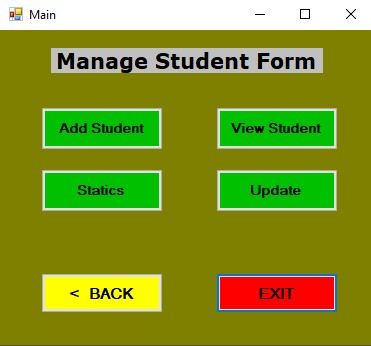 Main
Manage Student Form
Add Student
View Student
Statics
Update
< BACK
EXIT